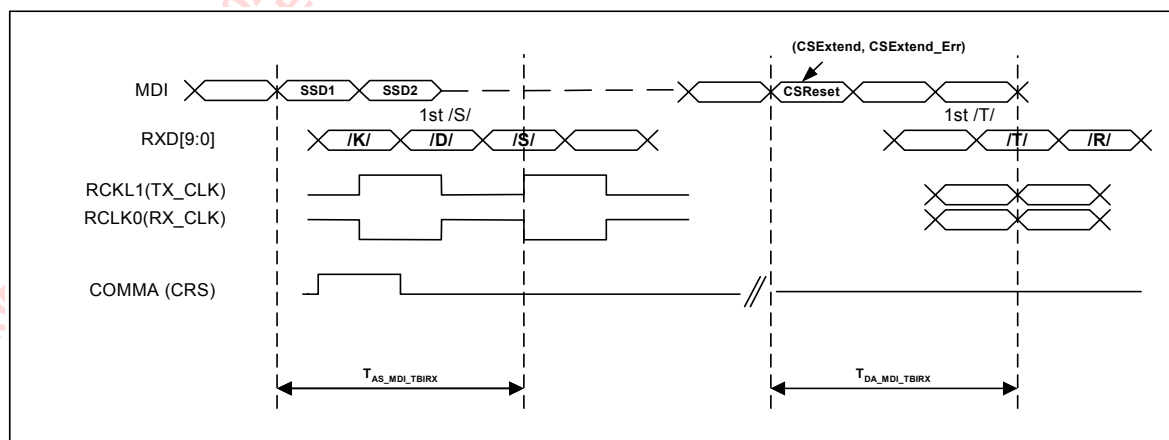 (CSExtend, CSExtend_Err)
MDI SSD1 SSD2 CSReset
1st /S/ 1st /T/
RXD[9:0] /K/ /D/ /S/ /T/ /R/
RCKL1(TX_CLK)
RCLK0(RX_CLK)
COMMA (CRS)
TAS_MDI_TBIRX TDA_MDI_TBIRX